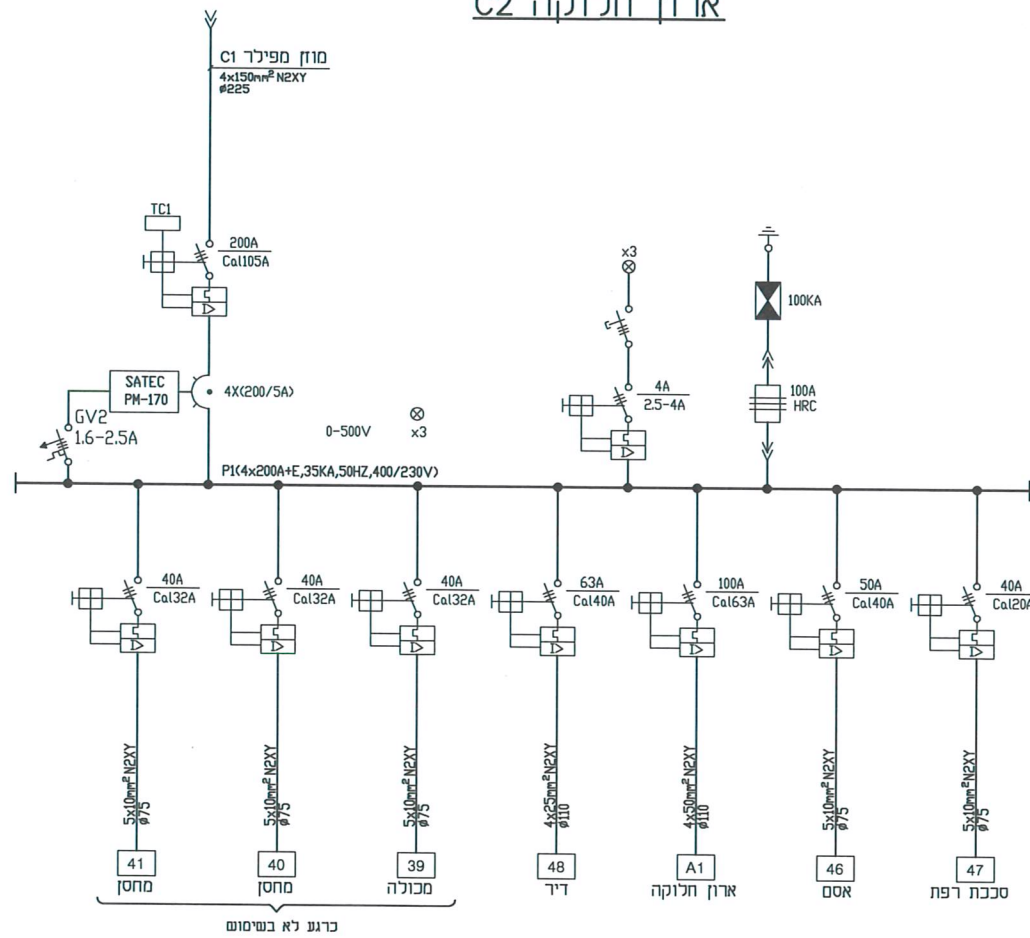 ארון חלוקה C2
מוזן מפילר C1
4x150mm² N2XY
ø225
TC1
200A
Cal105A
SATEC
PM-170
4X(200/5A)
GV2
1.6-2.5A
0-500V
x3
x3
4A
2.5-4A
100KA
100A
HRC
P1(4x200A+E,35KA,50HZ,400/230V)
40A
Cal32A
40A
Cal32A
40A
Cal32A
63A
Cal40A
100A
Cal63A
50A
Cal40A
40A
Cal20A
5x10mm² N2XY
ø75
5x10mm² N2XY
ø75
5x10mm² N2XY
ø75
4x25mm² N2XY
ø110
4x50mm² N2XY
ø110
5x10mm² N2XY
ø75
5x10mm² N2XY
ø75
41
מחסן
40
מחסן
39
מכולה
48
דיר
A1
ארון חלוקה
46
אסם
47
סככת רפת
כרגע לא בשימוש